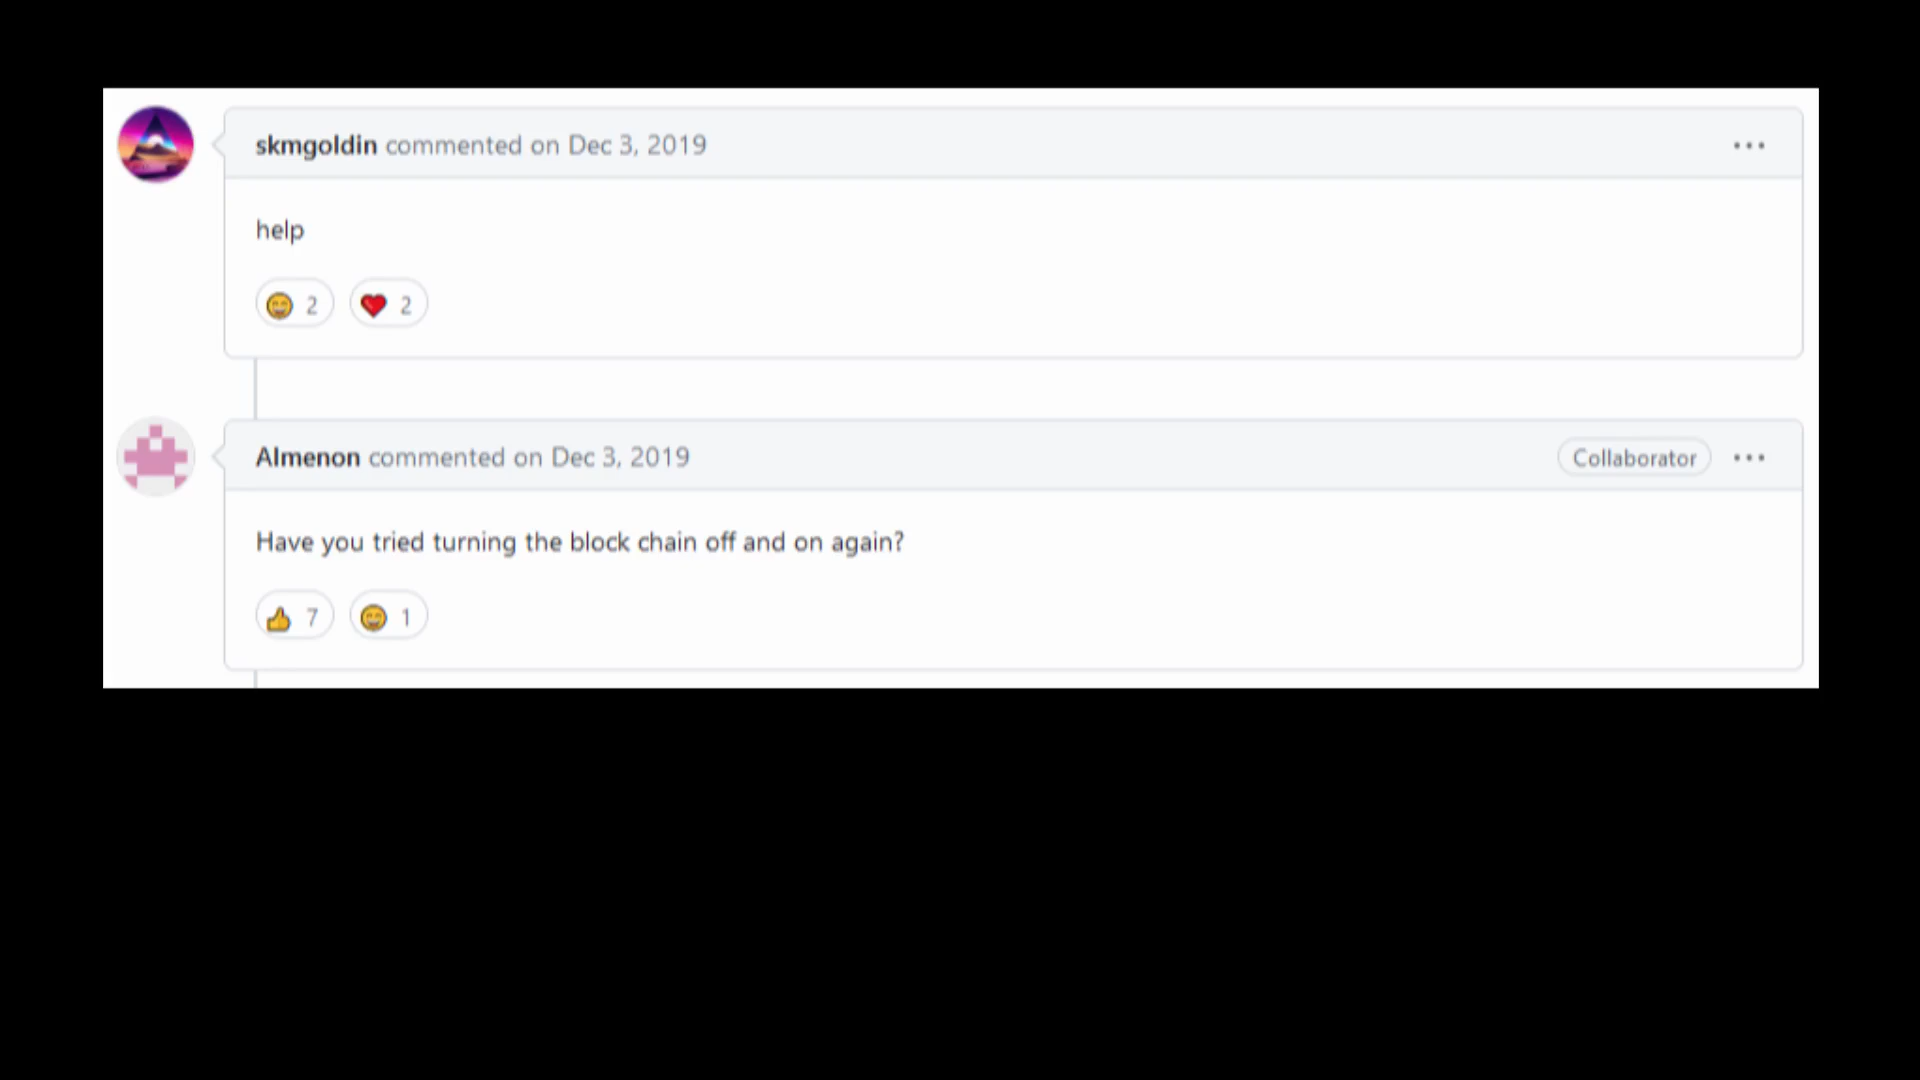 skmgoldin commented on Dec 3, 2019
help
2 2
Almenon commented on Dec 3, 2019 Collaborator
Have you tried turning the block chain off and on again?
7 1